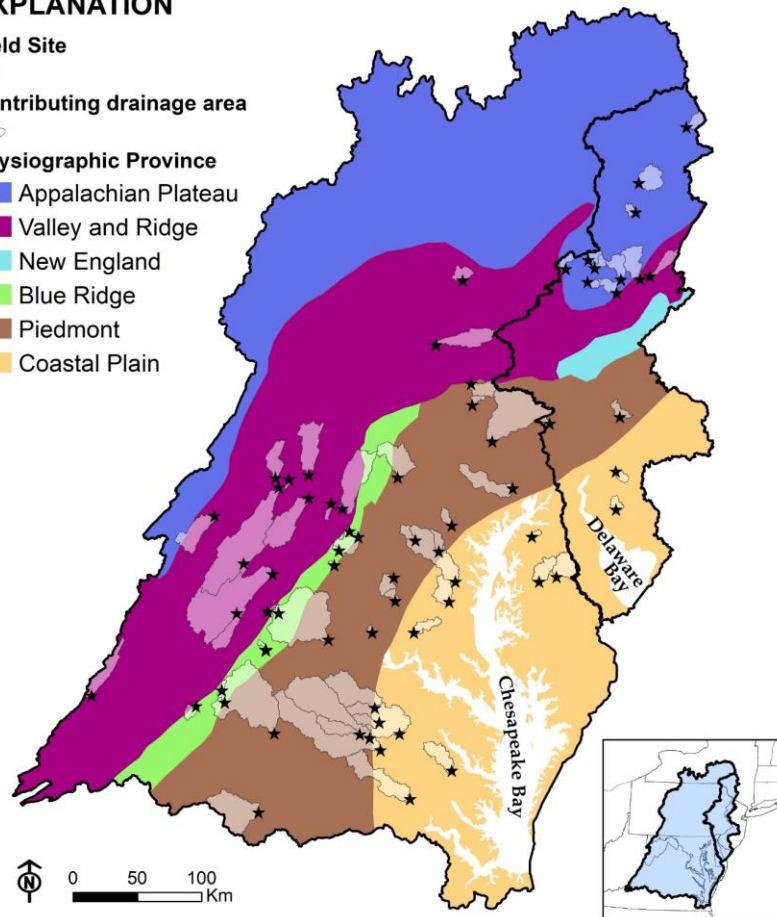 XPLANATION
eld Site
ntributing drainage area
ysiographic Province
Appalachian Plateau
Valley and Ridge
New England
Blue Ridge
Piedmont
Coastal Plain
Delaware
Bay
Chesapeake Bay
N
0 50 100
Km